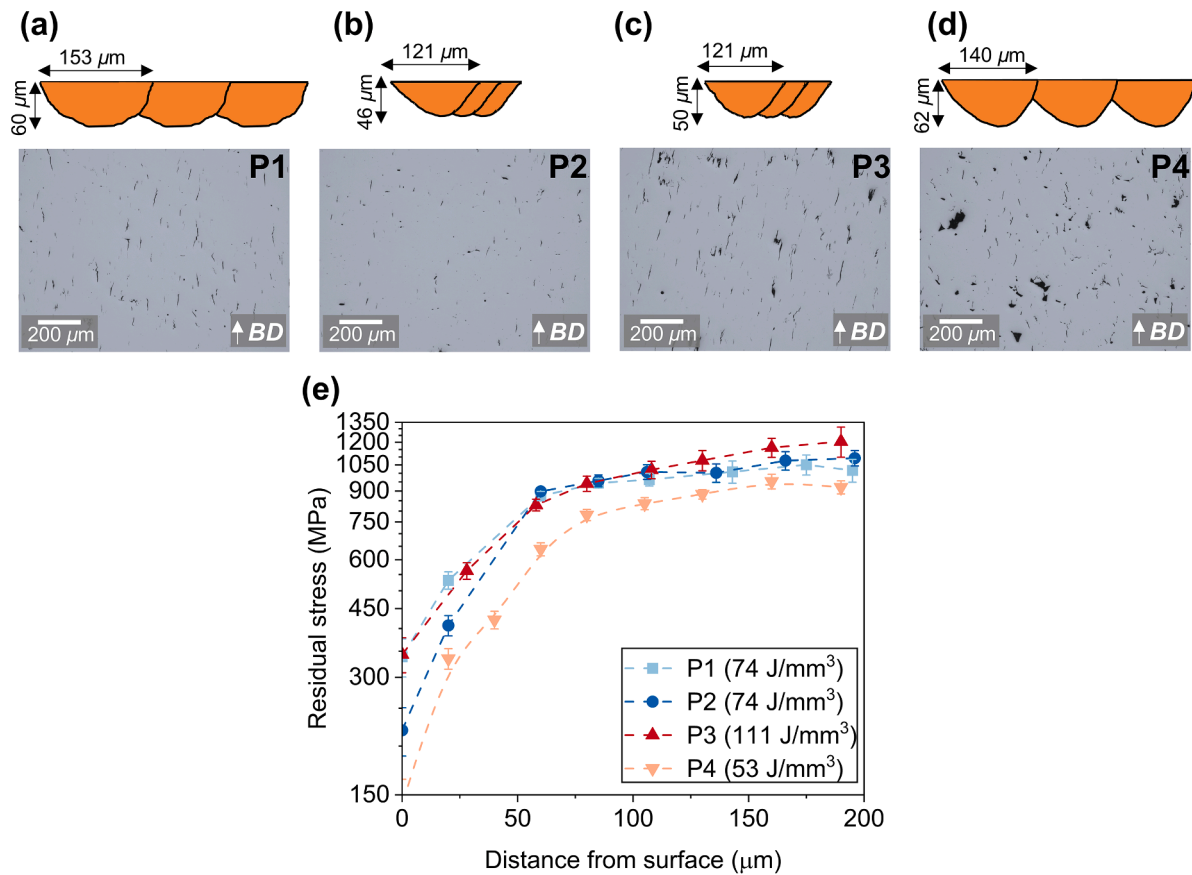 (a)
153 µm
60 µm
P1
200 µm
BD
(b)
121 µm
46 µm
P2
200 µm
BD
(c)
121 µm
50 µm
P3
200 µm
BD
(d)
140 µm
62 µm
P4
200 µm
BD
(e)
Residual stress (MPa)
1350
1200
1050
900
750
600
450
300
150
P1 (74 J/mm³)
P2 (74 J/mm³)
P3 (111 J/mm³)
P4 (53 J/mm³)
0
50
100
150
200
Distance from surface (μm)